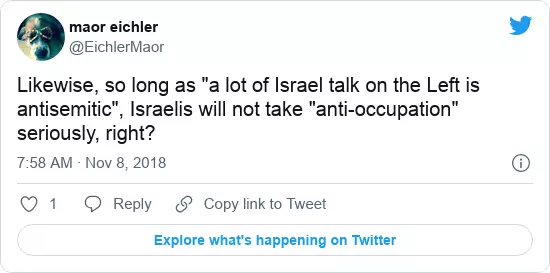 maor eichler
@EichlerMaor
Likewise, so long as "a lot of Israel talk on the Left is
antisemitic", Israelis will not take "anti-occupation"
seriously, right?
7:58 AM · Nov 8, 2018
1 Reply Copy link to Tweet
Explore what's happening on Twitter